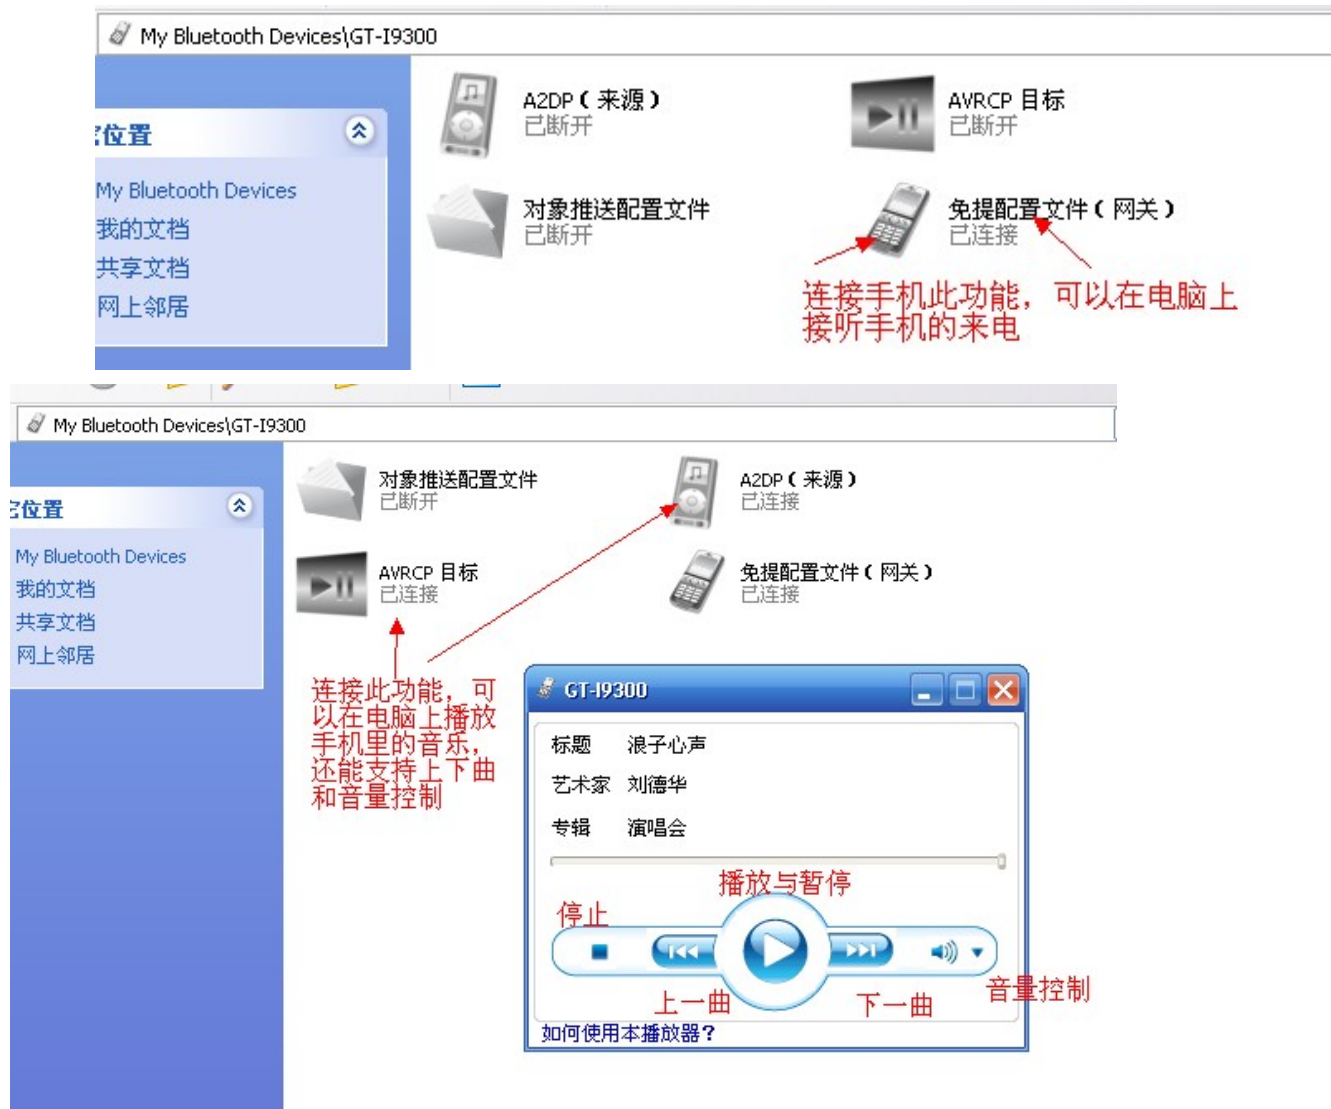 My Bluetooth Devices\GT-I9300
A2DP（来源）
已断开
AVRCP 目标
已断开
位置
My Bluetooth Devices
我的文档
共享文档
网上邻居
对象推送配置文件
已断开
免提配置文件（网关）
已连接
连接手机此功能，可以在电脑上
接听手机的来电
My Bluetooth Devices\GT-I9300
对象推送配置文件
已断开
A2DP（来源）
已连接
位置
My Bluetooth Devices
我的文档
共享文档
网上邻居
AVRCP 目标
已连接
免提配置文件（网关）
已连接
连接此功能，可
以在电脑上播放
手机里的音乐，
还能支持上下曲
和音量控制
GT-I9300
标题 浪子心声
艺术家 刘德华
专辑 演唱会
播放与暂停
停止
上一曲
下一曲
音量控制
如何使用本播放器？